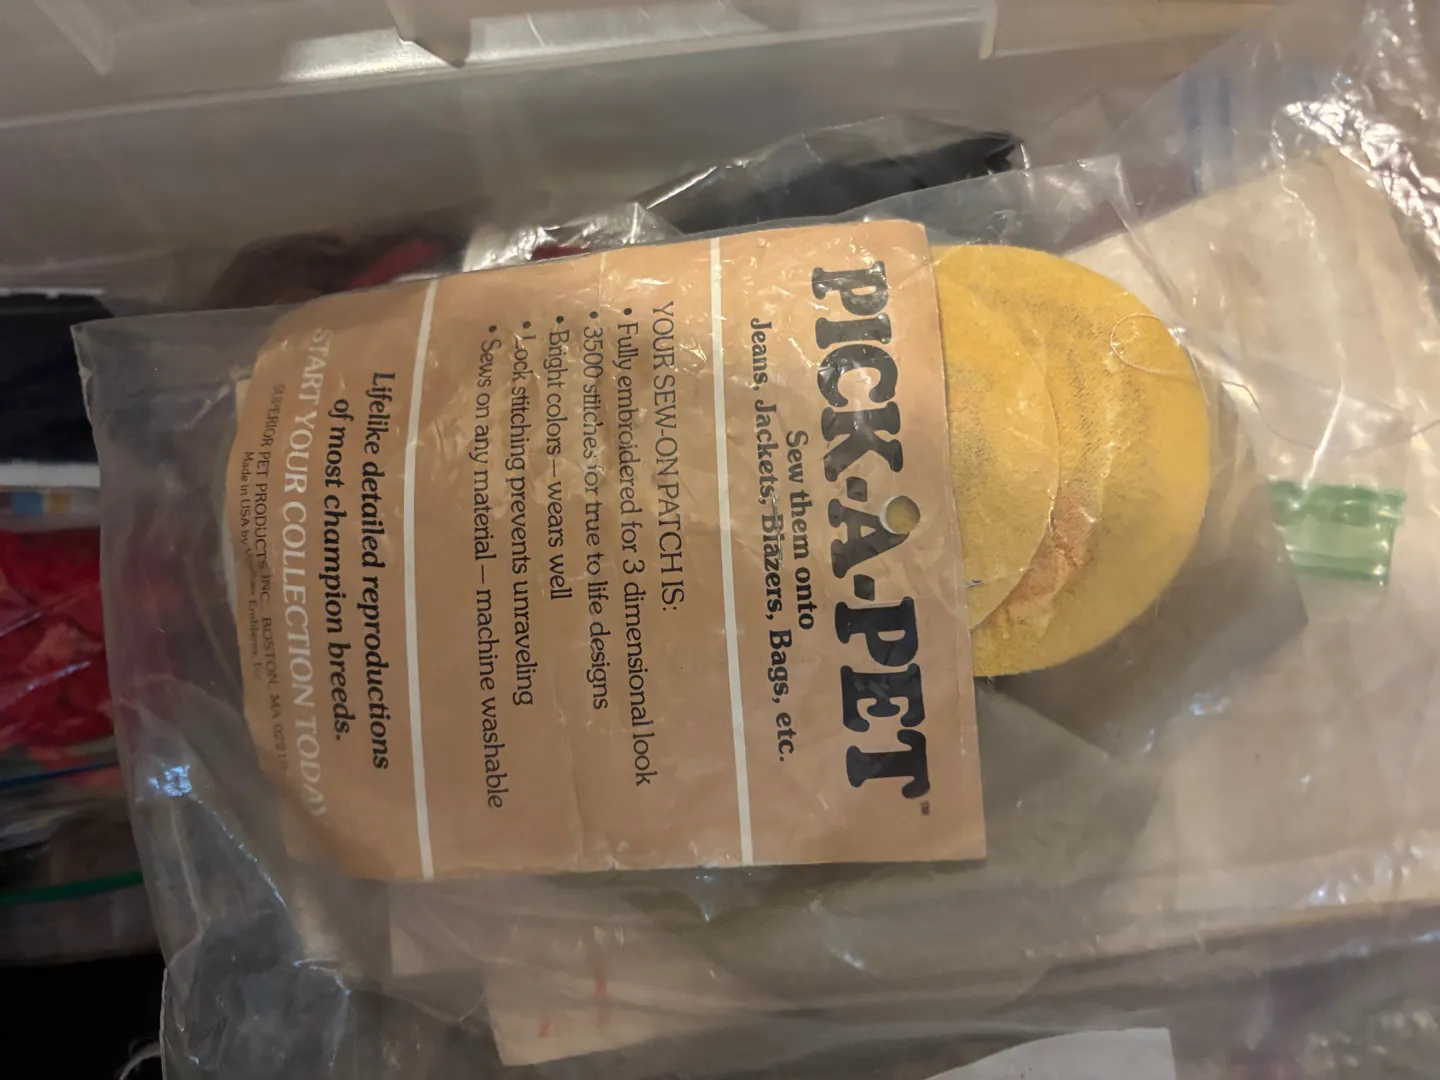 PICK·A·PET™
Sew them onto
Jeans, Jackets, Blazers, Bags, etc.
YOUR SEW-ON PATCH IS:
• Fully embroidered for 3 dimensional look
• 3500 stitches for true to life designs
• Bright colors—wears well
• Lock stitching prevents unraveling
• Sews on any material—machine washable
Lifelike detailed reproductions
of most champion breeds.
START YOUR COLLECTION TODAY
SUPERIOR PET PRODUCTS INC. BOSTON, MA
Made in USA by Emblems,